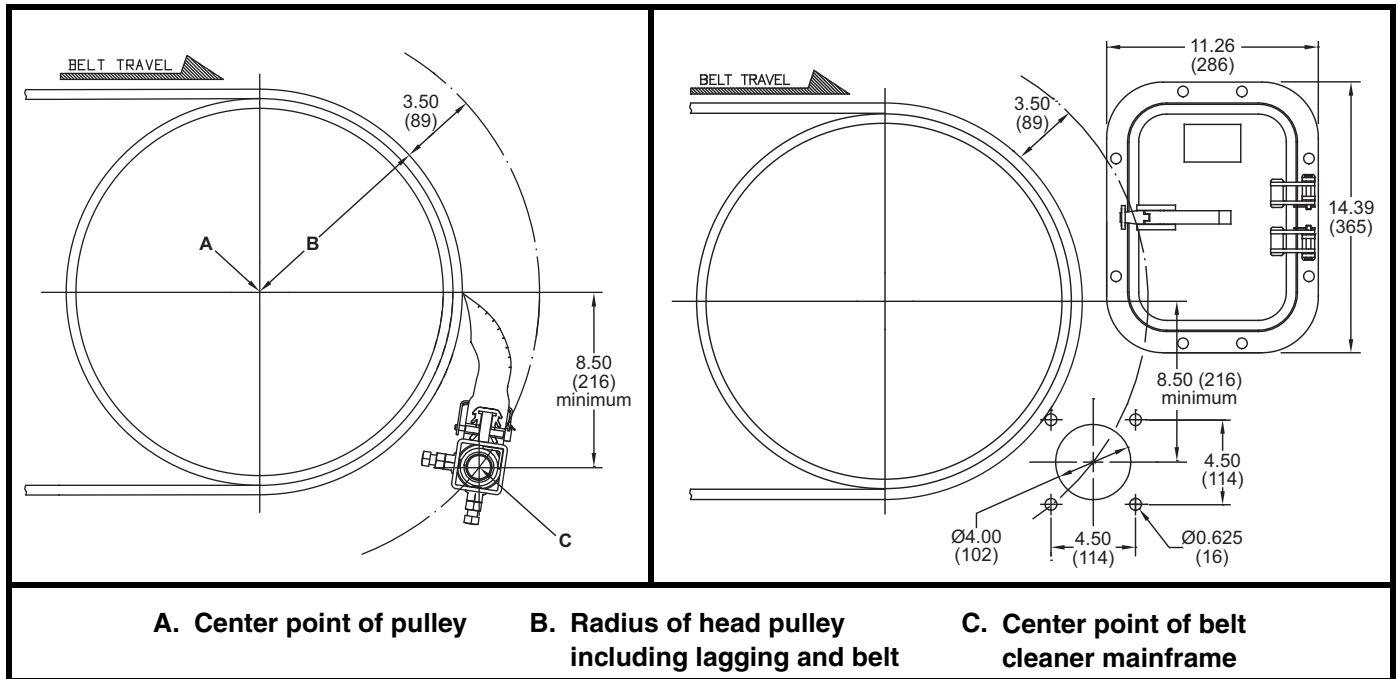 BELT TRAVEL
3.50
(89)
A
B
8.50
(216)
minimum
C
BELT TRAVEL
3.50
(89)
11.26
(286)
14.39
(365)
8.50 (216)
minimum
4.50
(114)
Ø4.00
(102)
4.50
(114)
Ø0.625
(16)
A. Center point of pulley
B. Radius of head pulley
including lagging and belt
C. Center point of belt
cleaner mainframe